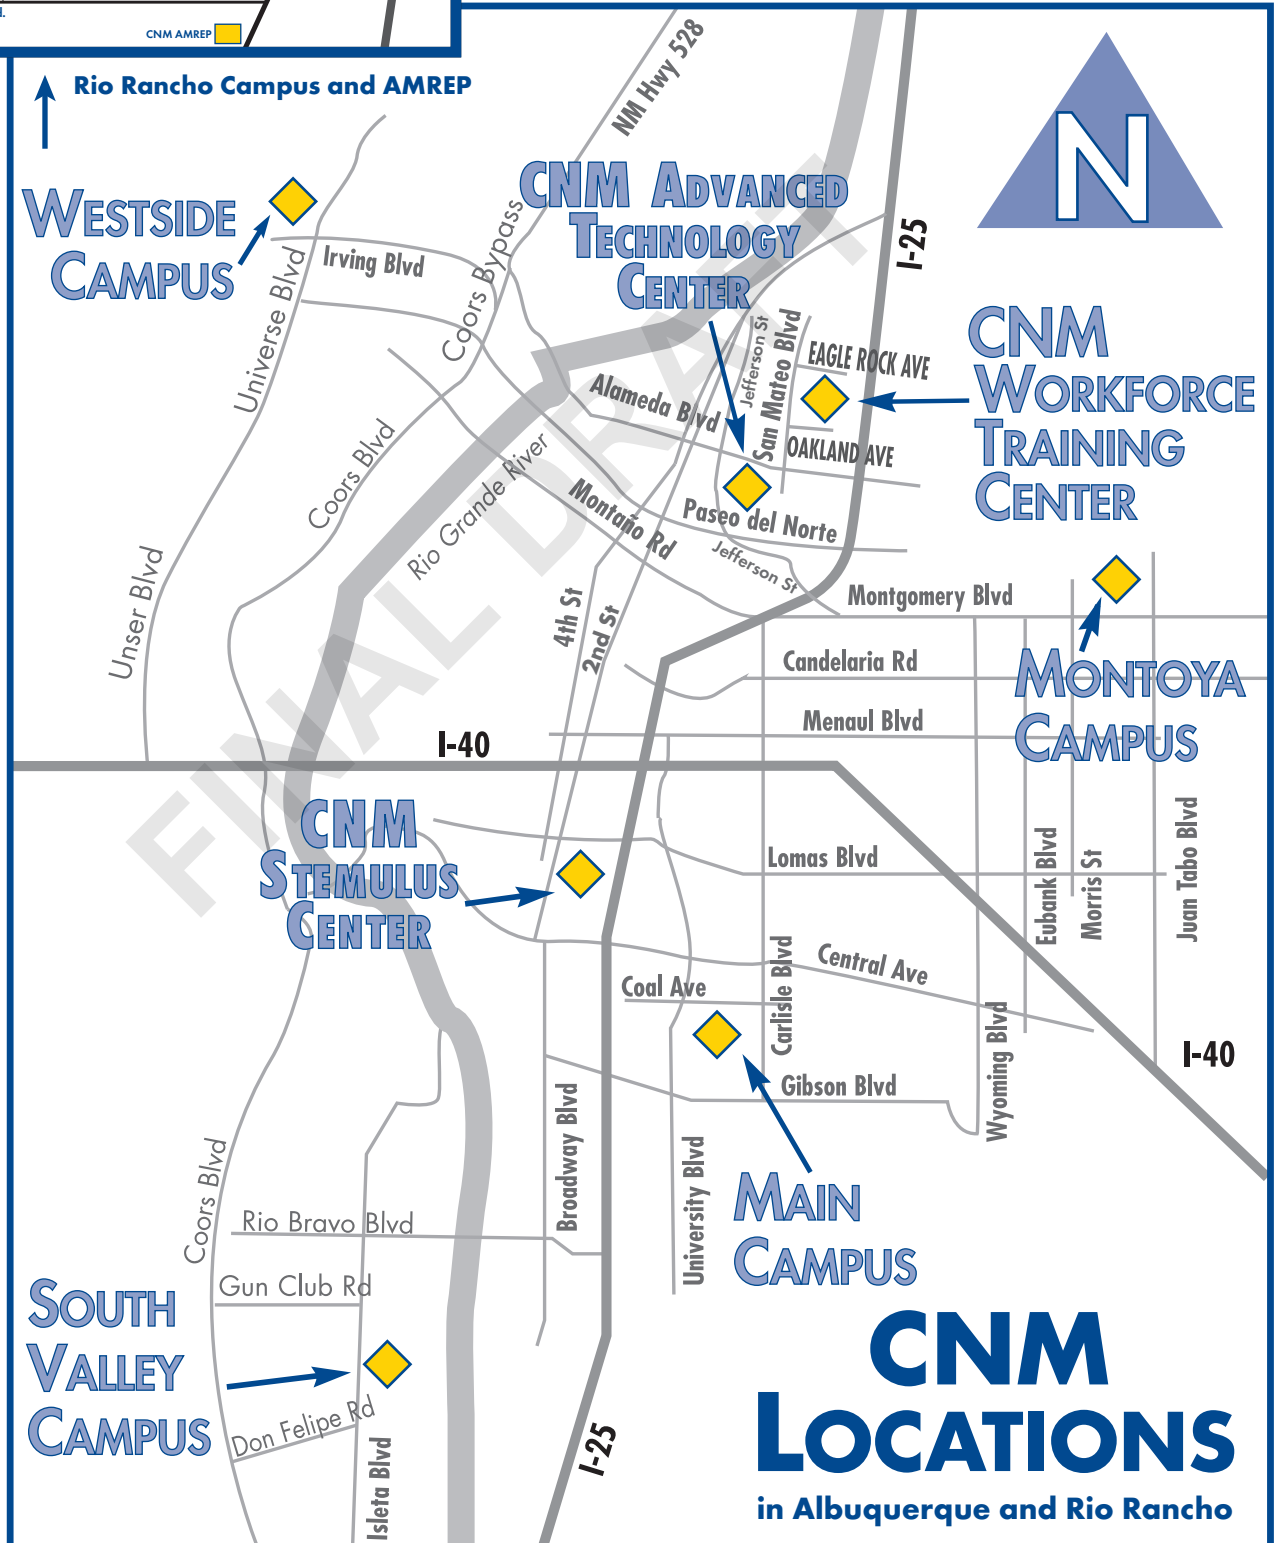 CNM AMREP
Rio Rancho Campus and AMREP
NM Hwy 528
N
WESTSIDE
CAMPUS
CNM ADVANCED
TECHNOLOGY
CENTER
I-25
Irving Blvd
Coors Bypass
Universe Blvd
Jefferson St
San Mateo Blvd
EAGLE ROCK AVE
CNM
WORKFORCE
TRAINING
CENTER
Alameda Blvd
OAKLAND AVE
Coors Blvd
Rio Grande River
Montaño Rd
Paseo del Norte
Jefferson St
Unser Blvd
4th St
2nd St
Montgomery Blvd
Candelaria Rd
MONTOYA
CAMPUS
Menaul Blvd
I-40
FINAL DRAFT
CNM
STEMULUS
CENTER
Lomas Blvd
Eubank Blvd
Morris St
Juan Tabo Blvd
Carlisle Blvd
Central Ave
Coal Ave
Wyoming Blvd
I-40
Gibson Blvd
Broadway Blvd
University Blvd
MAIN
CAMPUS
Coors Blvd
Rio Bravo Blvd
Gun Club Rd
SOUTH
VALLEY
CAMPUS
Don Felipe Rd
Isleta Blvd
I-25
CNM
LOCATIONS
in Albuquerque and Rio Rancho